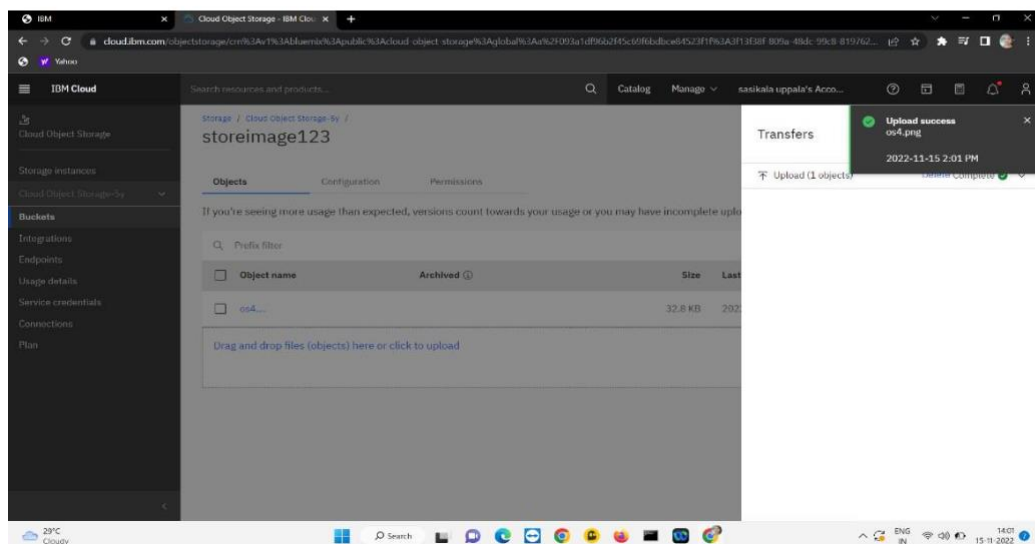 IBM
Cloud Object Storage - IBM Clou
cloud.ibm.com/objectstorage/
Yahoo
IBM Cloud
Search resources and products...
Catalog
Manage
sasikala uppala's Acco...
Cloud Object Storage
Storage instances
Cloud Object Storage-5y
Buckets
Integrations
Endpoints
Usage details
Service credentials
Connections
Plan
Storage / Cloud Object Storage-5y /
storeimage123
Objects
Configuration
Permissions
If you're seeing more usage than expected, versions count towards your usage or you may have incomplete uplo
Prefix filter
Object name
Archived
Size
Last
os4....
32.8 KB
202
Drag and drop files (objects) here or click to upload
Transfers
Upload (1 objects)
Delete Complete
Upload success
os4.png
2022-11-15 2:01 PM
29°C
Cloudy
Search
ENG
IN
14:01
15-11-2022